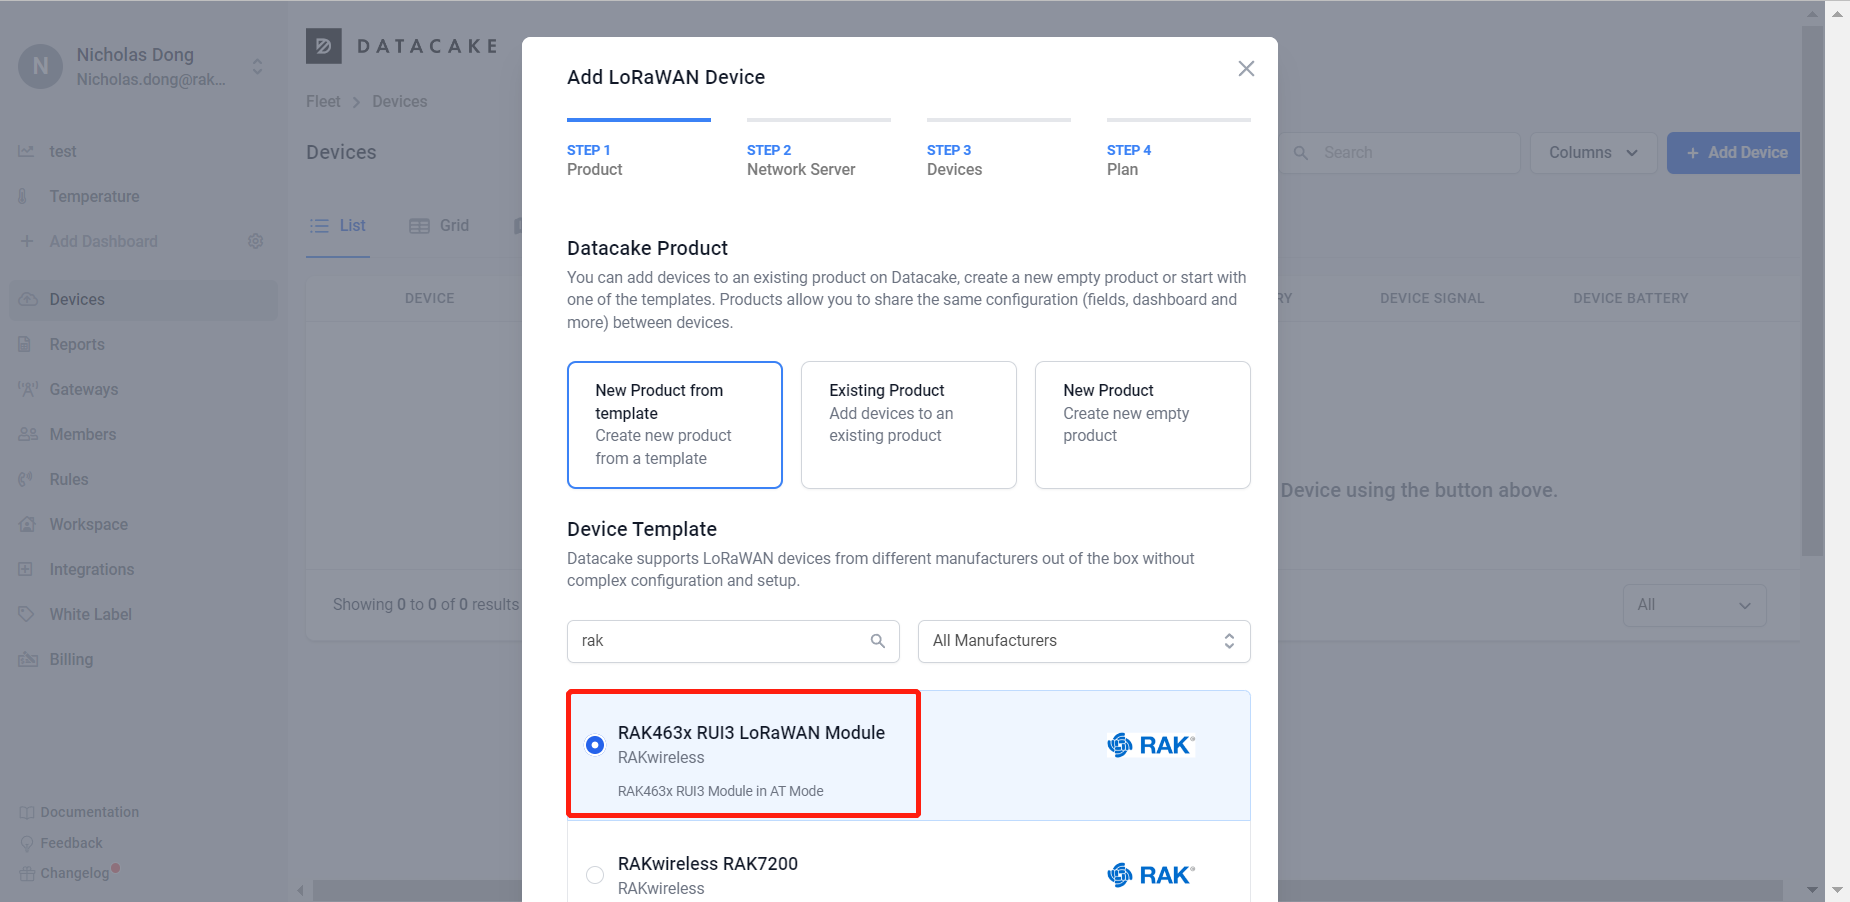 N
Nicholas Dong
Nicholas.dong@rak...
test
Temperature
Add Dashboard
Devices
Reports
Gateways
Members
Rules
Workspace
Integrations
White Label
Billing
Documentation
Feedback
Changelog
DATACAKE
Fleet > Devices
Devices
Search
Columns
+ Add Device
List
Grid
DEVICE
RY
DEVICE SIGNAL
DEVICE BATTERY
Device using the button above.
Showing 0 to 0 of 0 results
All
Add LoRaWAN Device
STEP 1
Product
STEP 2
Network Server
STEP 3
Devices
STEP 4
Plan
Datacake Product
You can add devices to an existing product on Datacake, create a new empty product or start with
one of the templates. Products allow you to share the same configuration (fields, dashboard and
more) between devices.
New Product from
template
Create new product
from a template
Existing Product
Add devices to an
existing product
New Product
Create new empty
product
Device Template
Datacake supports LoRaWAN devices from different manufacturers out of the box without
complex configuration and setup.
rak
All Manufacturers
RAK463x RUI3 LoRaWAN Module
RAKwireless
RAK463x RUI3 Module in AT Mode
RAK®
RAKwireless RAK7200
RAKwireless
RAK®